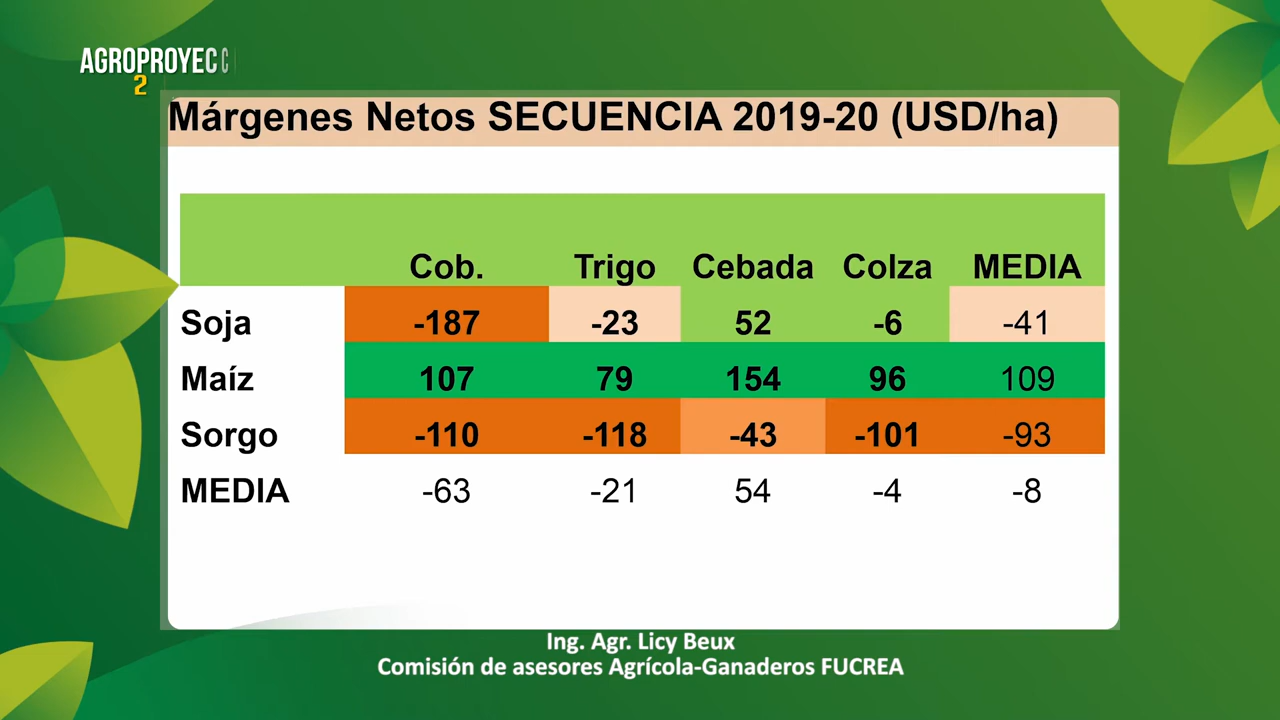 AGROPROYECC
2
Márgenes Netos SECUENCIA 2019-20 (USD/ha)
Cob. Trigo Cebada Colza MEDIA
Soja -187 -23 52 -6 -41
Maíz 107 79 154 96 109
Sorgo -110 -118 -43 -101 -93
MEDIA -63 -21 54 -4 -8
Ing. Agr. Licy Beux
Comisión de asesores Agrícola-Ganaderos FUCREA